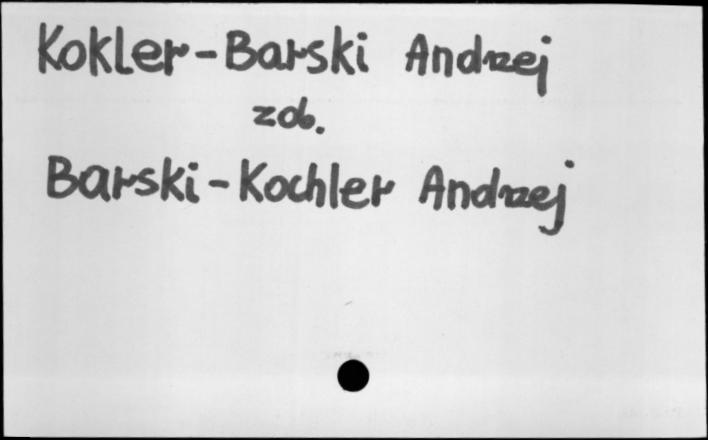 Kokler-Barski Andrzej
zob.
Barski-Kochler Andrzej